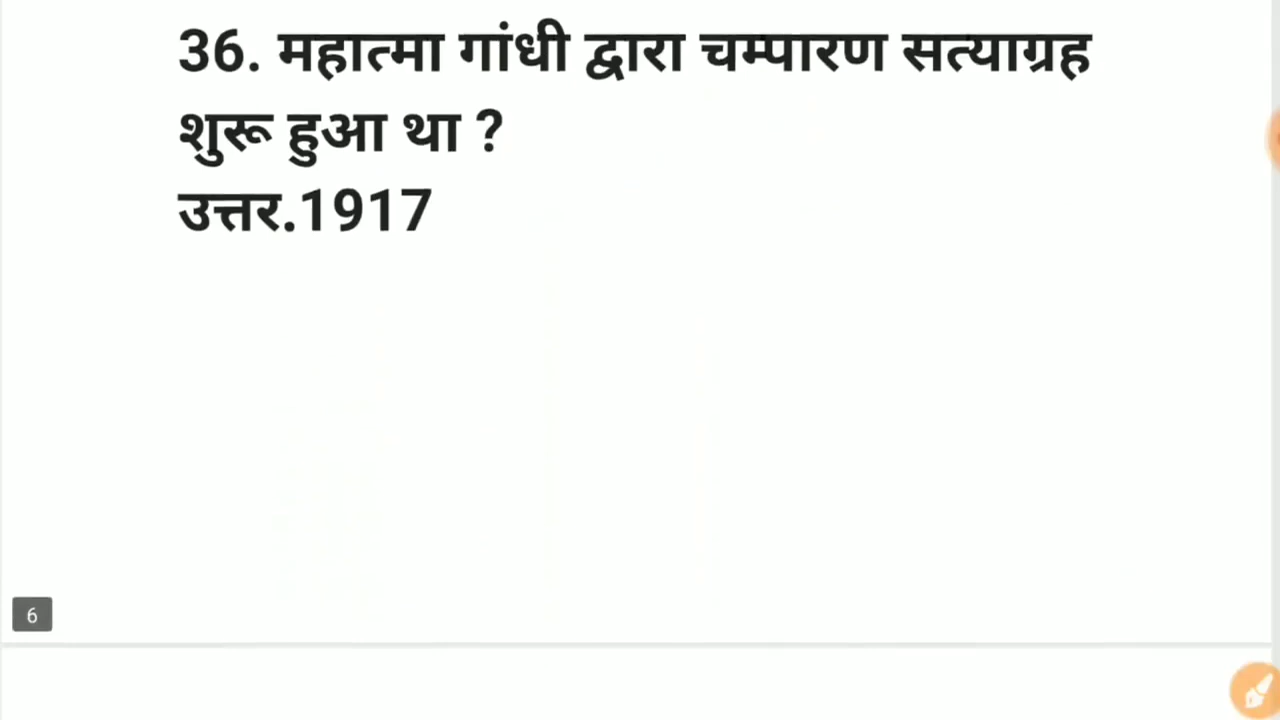 36. महात्मा गांधी द्वारा चम्पारण सत्याग्रह
शुरू हुआ था ?
उत्तर.1917
6